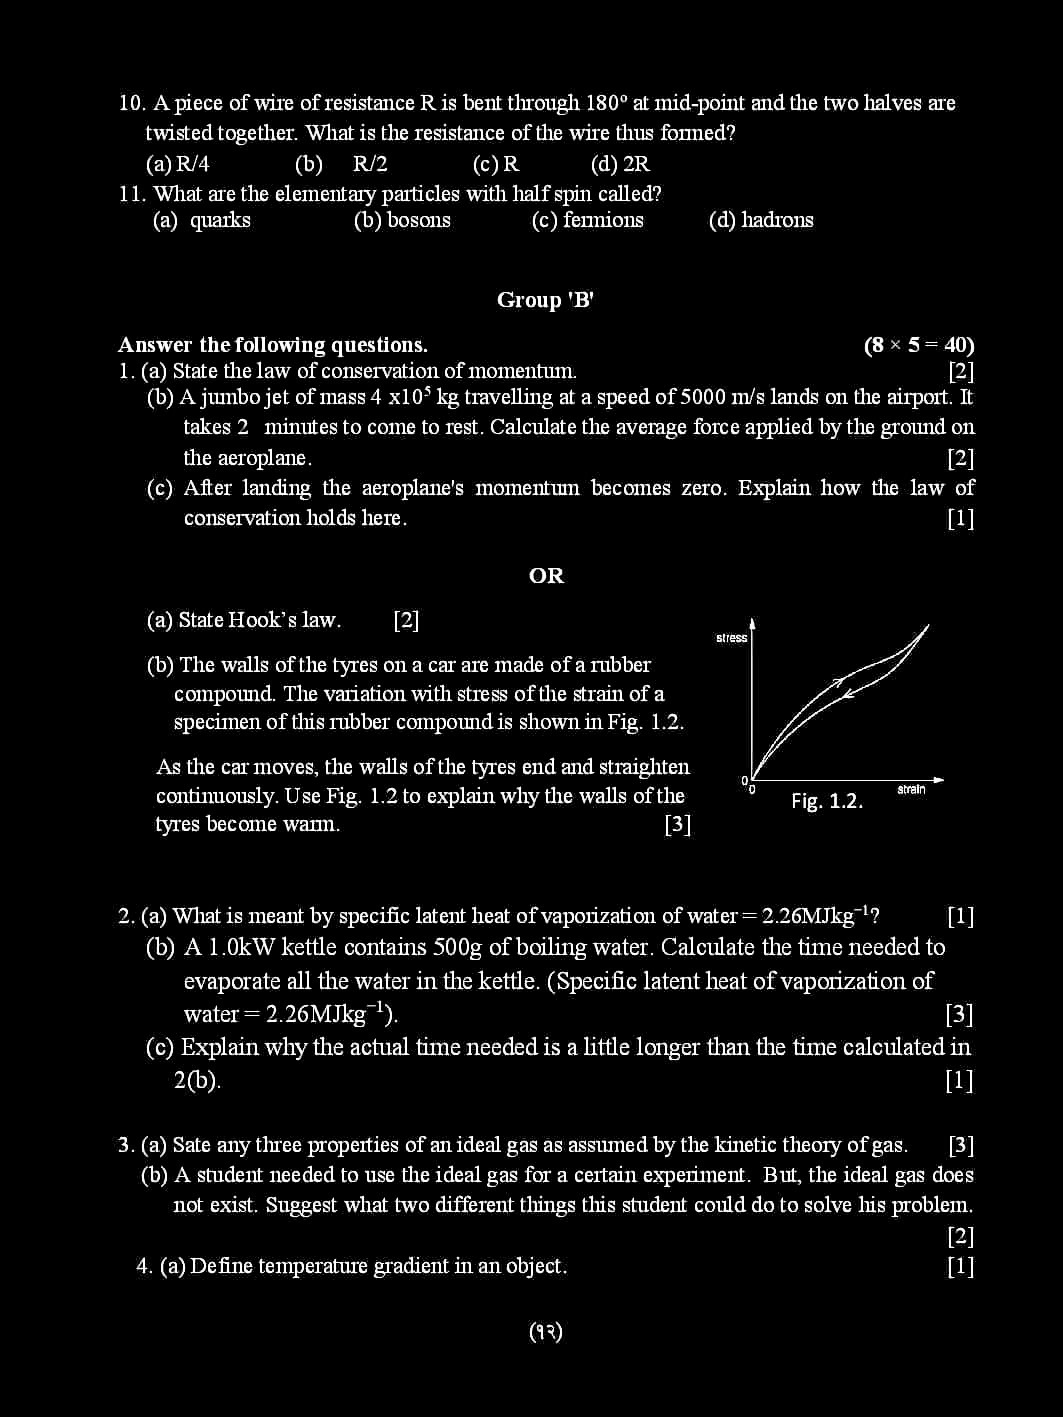 10. A piece of wire of resistance R is bent through 180º at mid-point and the two halves are
twisted together. What is the resistance of the wire thus formed?
(a) R/4 (b) R/2 (c) R (d) 2R
11. What are the elementary particles with half spin called?
(a) quarks (b) bosons (c) fermions (d) hadrons
Group 'B'
Answer the following questions. (8 × 5 = 40)
1. (a) State the law of conservation of momentum. [2]
(b) A jumbo jet of mass 4 x10⁵ kg travelling at a speed of 5000 m/s lands on the airport. It
takes 2 minutes to come to rest. Calculate the average force applied by the ground on
the aeroplane. [2]
(c) After landing the aeroplane's momentum becomes zero. Explain how the law of
conservation holds here. [1]
OR
(a) State Hook's law. [2]
(b) The walls of the tyres on a car are made of a rubber
compound. The variation with stress of the strain of a
specimen of this rubber compound is shown in Fig. 1.2.
As the car moves, the walls of the tyres end and straighten
continuously. Use Fig. 1.2 to explain why the walls of the
tyres become warm. [3]
stress
0
0
strain
Fig. 1.2.
2. (a) What is meant by specific latent heat of vaporization of water = 2.26MJkg⁻¹? [1]
(b) A 1.0kW kettle contains 500g of boiling water. Calculate the time needed to
evaporate all the water in the kettle. (Specific latent heat of vaporization of
water = 2.26MJkg⁻¹). [3]
(c) Explain why the actual time needed is a little longer than the time calculated in
2(b). [1]
3. (a) Sate any three properties of an ideal gas as assumed by the kinetic theory of gas. [3]
(b) A student needed to use the ideal gas for a certain experiment. But, the ideal gas does
not exist. Suggest what two different things this student could do to solve his problem.
[2]
4. (a) Define temperature gradient in an object. [1]
(१२)